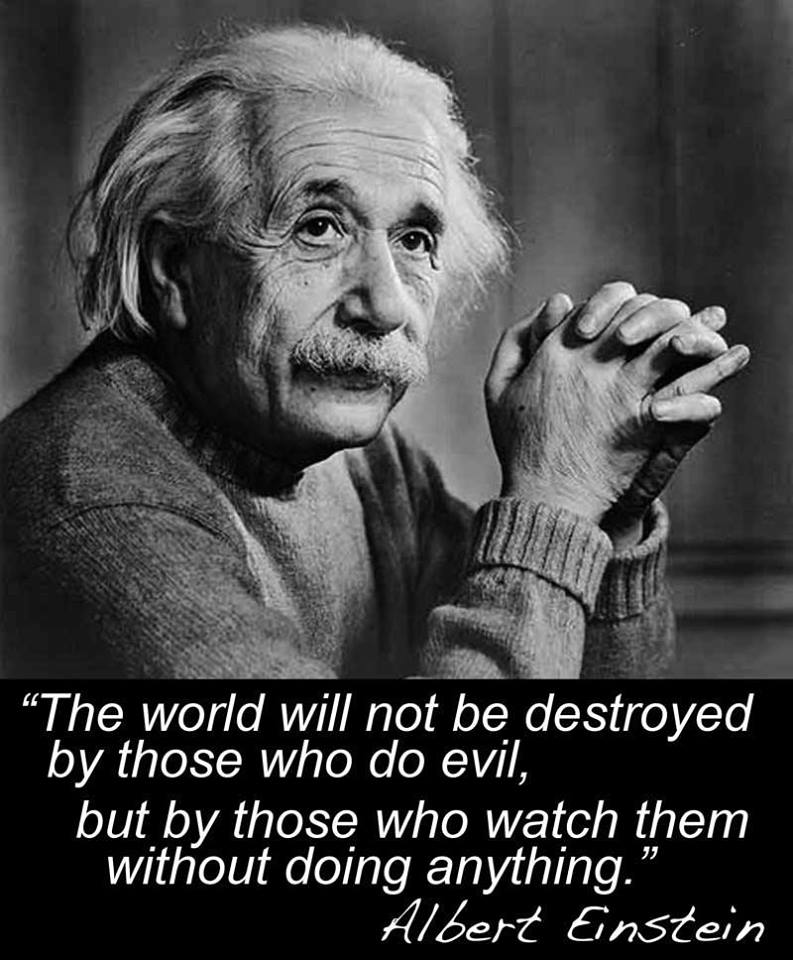 “The world will not be destroyed
by those who do evil,
but by those who watch them
without doing anything.”
Albert Einstein